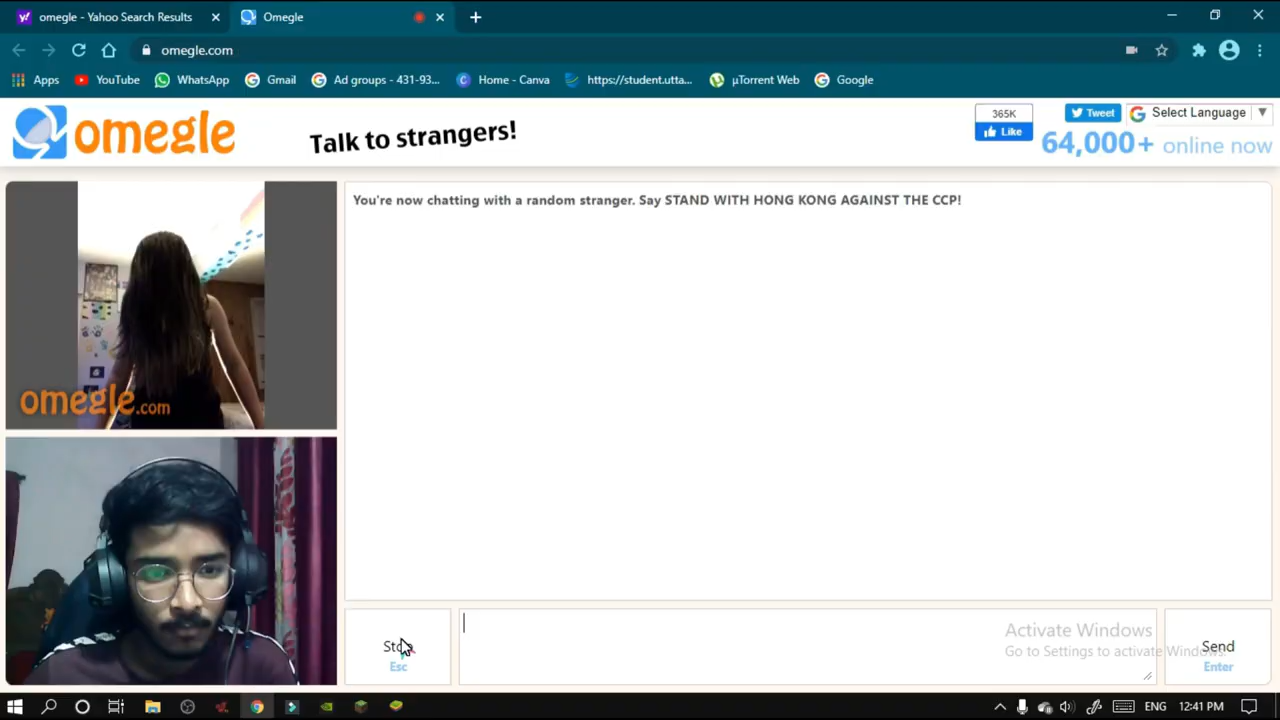 omegle - Yahoo Search Results
Omegle
omegle.com
Apps
YouTube
WhatsApp
Gmail
Ad groups - 431-93...
Home - Canva
https://student.utta...
µTorrent Web
Google
omegle
Talk to strangers!
365K
Like
Tweet
Select Language
64,000+ online now
You're now chatting with a random stranger. Say STAND WITH HONG KONG AGAINST THE CCP!
omegle.com
Stop
Esc
Activate Windows
Go to Settings to activate Windows.
Send
Enter
ENG
12:41 PM